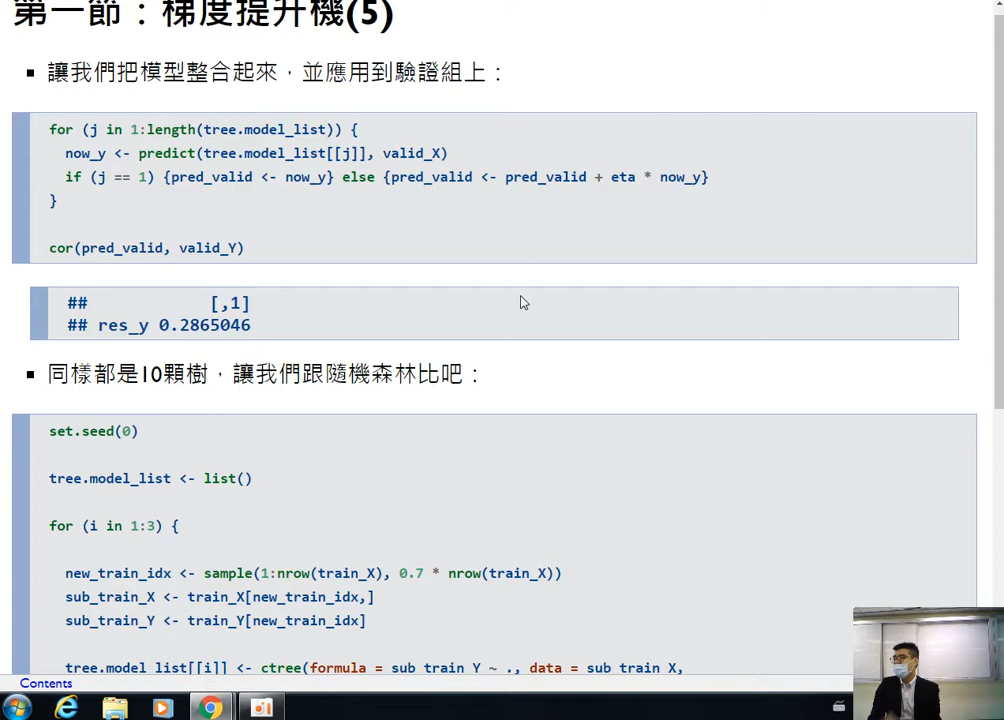 第一節：梯度提升機(5)
▪ 讓我們把模型整合起來，並應用到驗證組上：
for (j in 1:length(tree.model_list)) {
  now_y <- predict(tree.model_list[[j]], valid_X)
  if (j == 1) {pred_valid <- now_y} else {pred_valid <- pred_valid + eta * now_y}
}
cor(pred_valid, valid_Y)
##            [,1]
## res_y 0.2865046
▪ 同樣都是10顆樹，讓我們跟隨機森林比吧：
set.seed(0)
tree.model_list <- list()
for (i in 1:3) {
  new_train_idx <- sample(1:nrow(train_X), 0.7 * nrow(train_X))
  sub_train_X <- train_X[new_train_idx,]
  sub_train_Y <- train_Y[new_train_idx]
  tree.model_list[[i]] <- ctree(formula = sub_train_Y ~ ., data = sub_train_X,
Contents